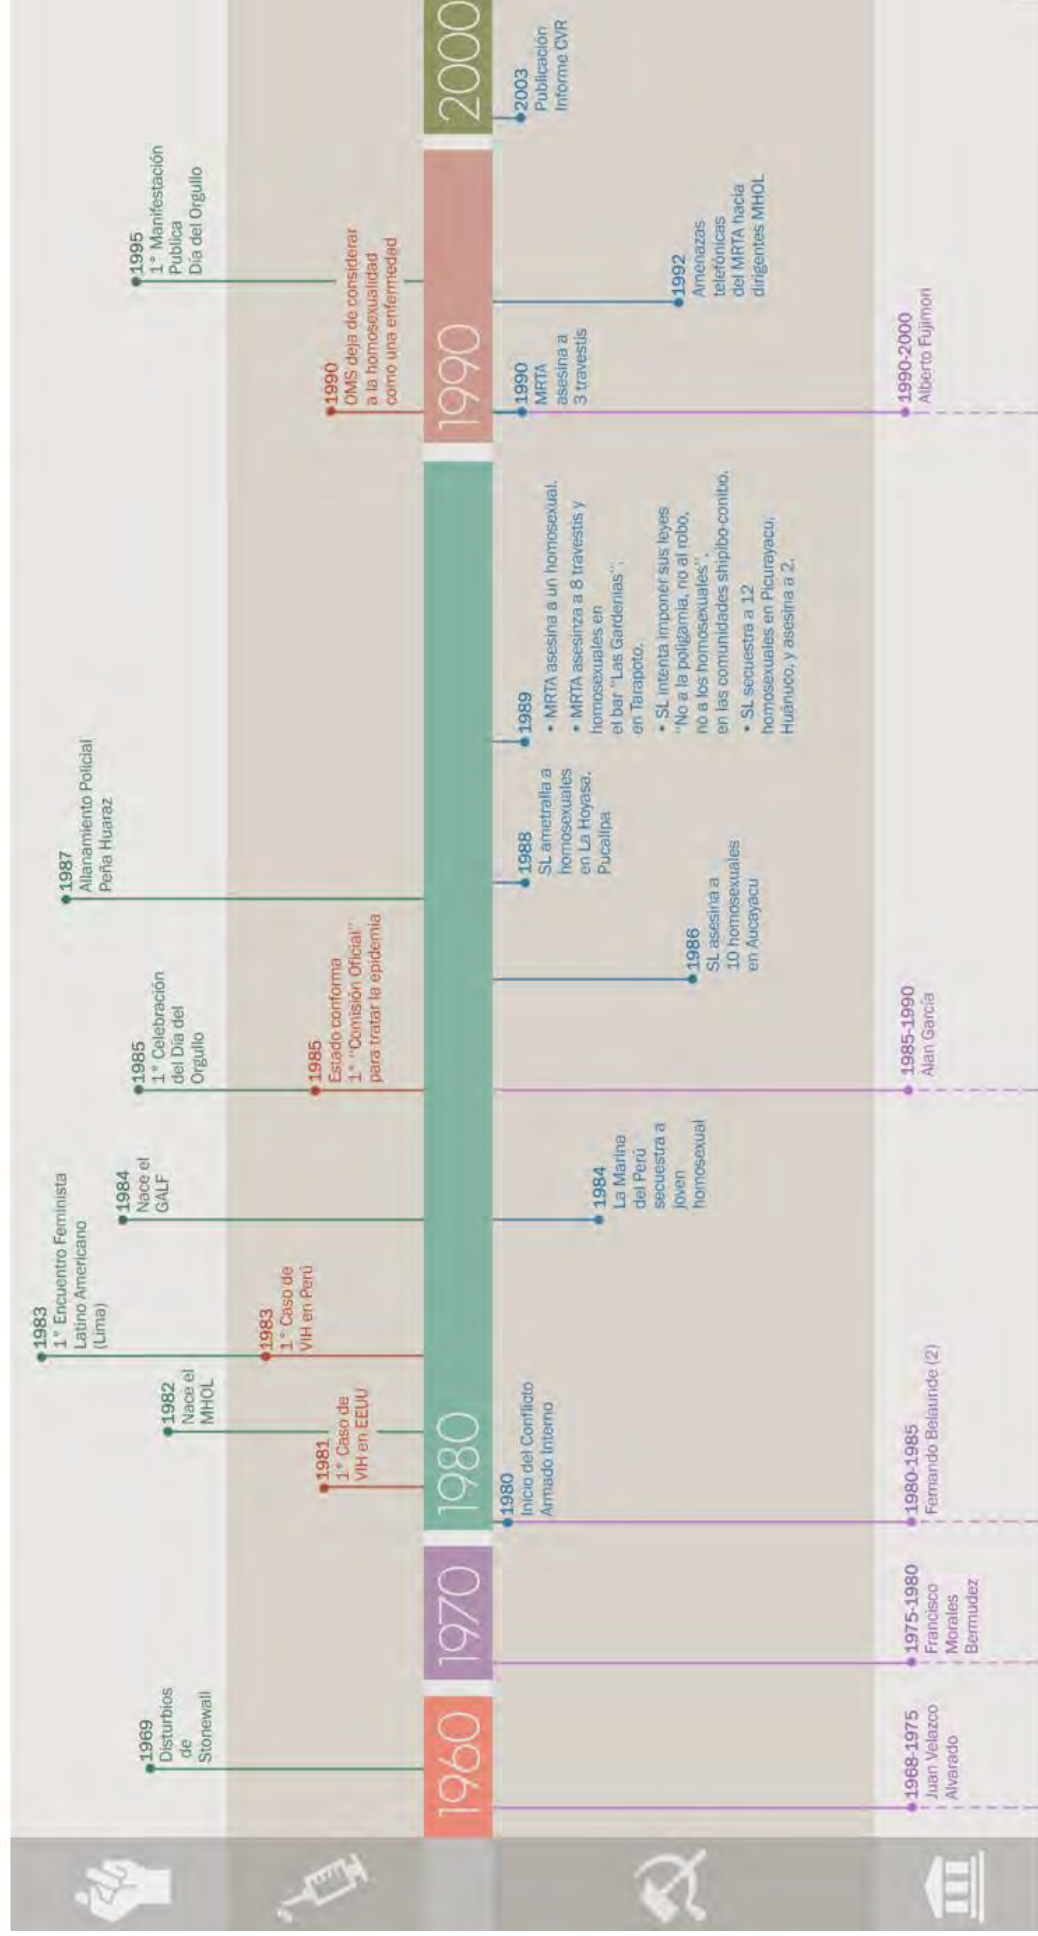 1983
1° Encuentro Feminista
Latino Americano
(Lima)
1987
Allanamiento Policial
Peña Huaraz
1969
Disturbios
de
Stonewall
1982
Nace el
MHOL
1984
Nace el
GALF
1985
1° Celebración
del Día del
Orgullo
1995
1° Manifestación
Publica
Día del Orgullo
1981
1° Caso de
VIH en EEUU
1983
1° Caso de
VIH en Perú
1985
Estado conforma
1° "Comisión Oficial"
para tratar la epidemia
1990
OMS deja de considerar
a la homosexualidad
como una enfermedad
1960
1970
1980
1990
2000
1980
Inicio del Conflicto
Armado Interno
1984
La Marina
del Perú
secuestra a
joven
homosexual
1986
SL asesina a
10 homosexuales
en Aucayacu
1988
SL ametralla a
homosexuales
en La Hoyasa,
Pucallpa
1989
• MRTA asesina a un homosexual.
• MRTA asesinza a 8 travestis y
homosexuales en
el bar "Las Gardenias",
en Tarapoto.
• SL intenta imponer sus leyes
"No a la poligamia, no al robo,
no a los homosexuales",
en las comunidades shipibo-conibo.
• SL secuestra a 12
homosexuales en Picurayacu,
Huánuco, y asesina a 2.
1990
MRTA
asesina a
3 travestis
1992
Amenazas
telefónicas
del MRTA hacia
dirigentes MHOL
2003
Publicación
Informe CVR
1968-1975
Juan Velazco
Alvarado
1975-1980
Francisco
Morales
Bermudez
1980-1985
Fernando Belaunde (2)
1985-1990
Alan García
1990-2000
Alberto Fujimori